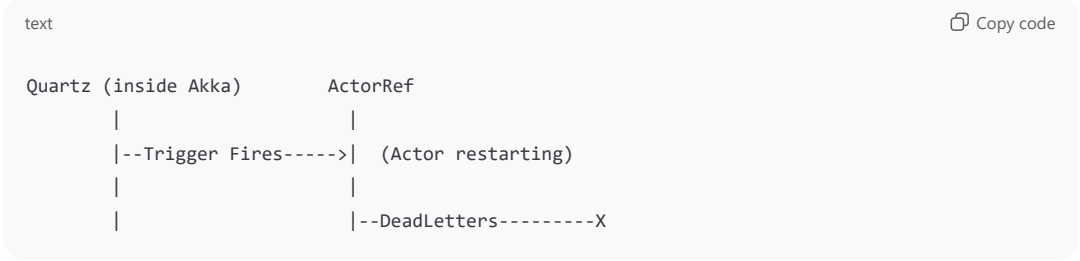 text Copy code
Quartz (inside Akka)        ActorRef
        |                      |
        |--Trigger Fires----->|  (Actor restarting)
        |                      |
        |                      |--DeadLetters---------X